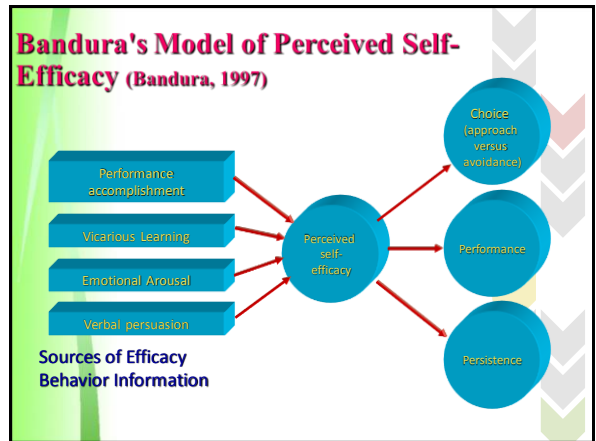 Bandura's Model of Perceived Self-
Efficacy (Bandura, 1997)
Performance
accomplishment
Vicarious Learning
Emotional Arousal
Verbal persuasion
Sources of Efficacy
Behavior Information
Perceived
self-
efficacy
Choice
(approach
versus
avoidance)
Performance
Persistence